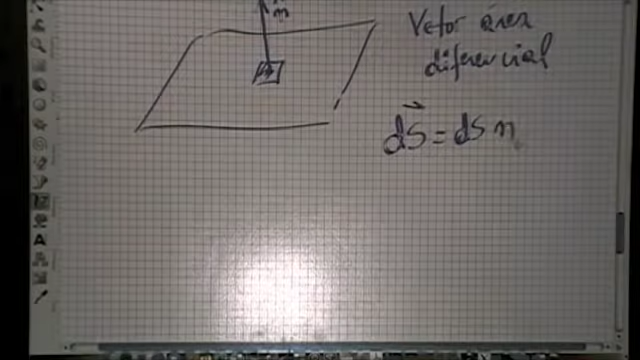 n
Vetor área
diferencial
dS⃗ = dS n
A